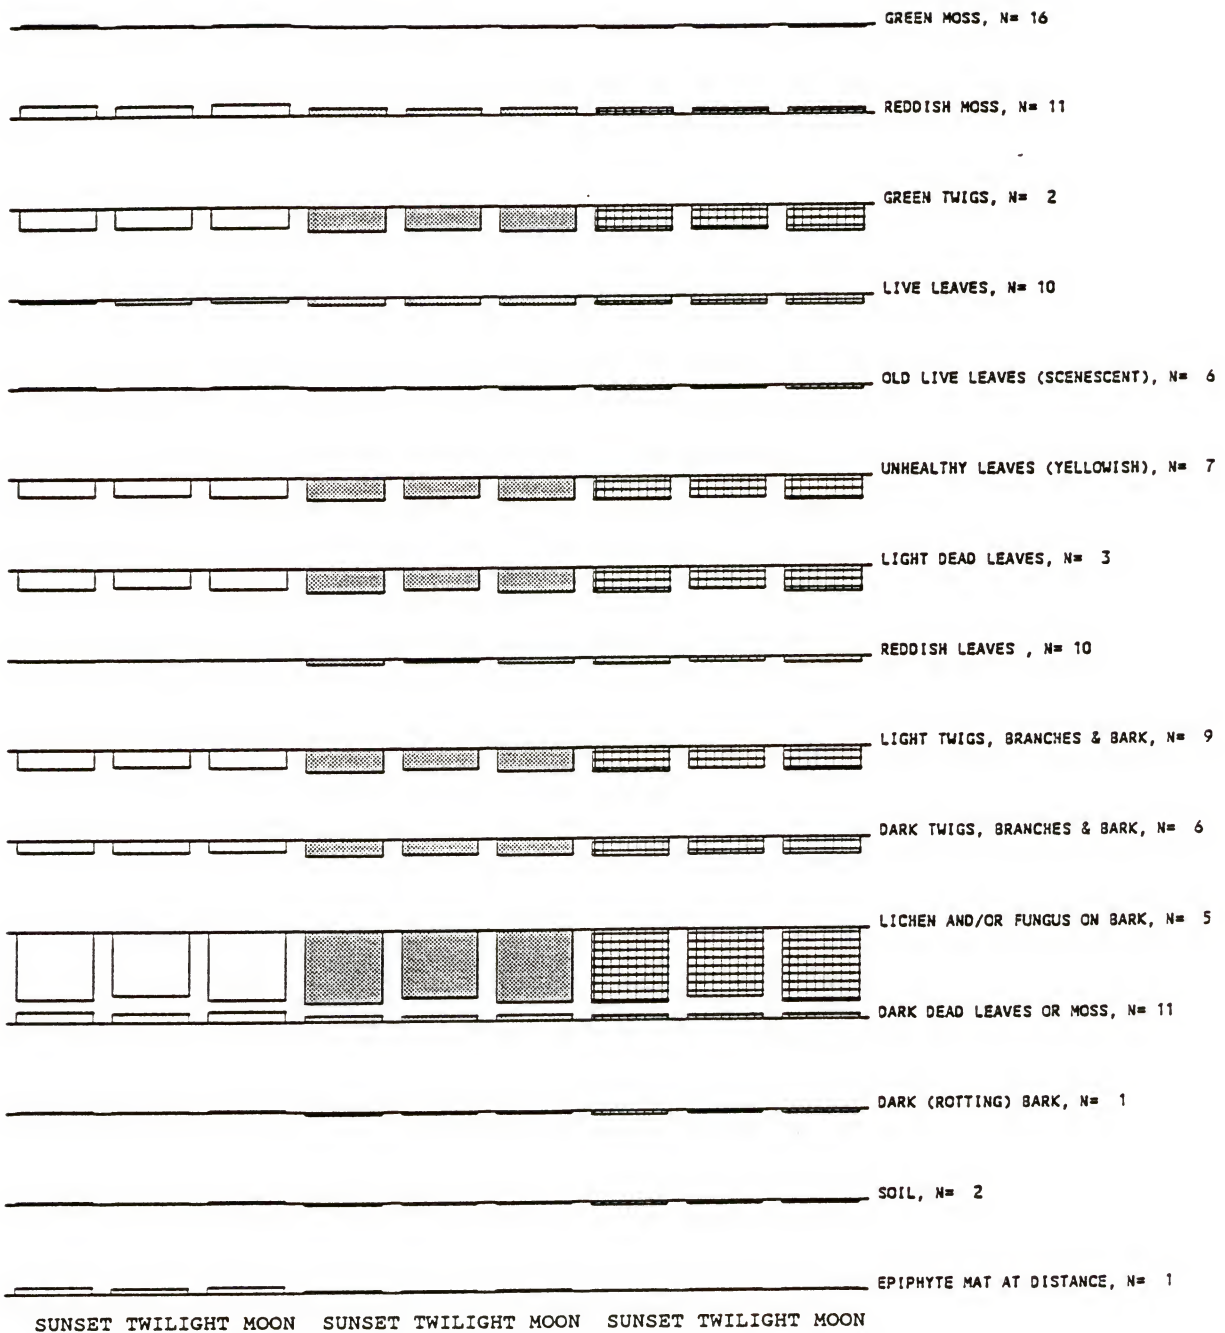 GREEN MOSS, N= 16
REDDISH MOSS, N= 11
GREEN TWIGS, N= 2
LIVE LEAVES, N= 10
OLD LIVE LEAVES (SCENESCENT), N= 6
UNHEALTHY LEAVES (YELLOWISH), N= 7
LIGHT DEAD LEAVES, N= 3
REDDISH LEAVES , N= 10
LIGHT TWIGS, BRANCHES & BARK, N= 9
DARK TWIGS, BRANCHES & BARK, N= 6
LICHEN AND/OR FUNGUS ON BARK, N= 5
DARK DEAD LEAVES OR MOSS, N= 11
DARK (ROTTING) BARK, N= 1
SOIL, N= 2
EPIPHYTE MAT AT DISTANCE, N= 1
SUNSET TWILIGHT MOON SUNSET TWILIGHT MOON SUNSET TWILIGHT MOON